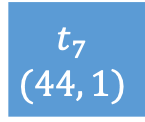 t₇
(44, 1)